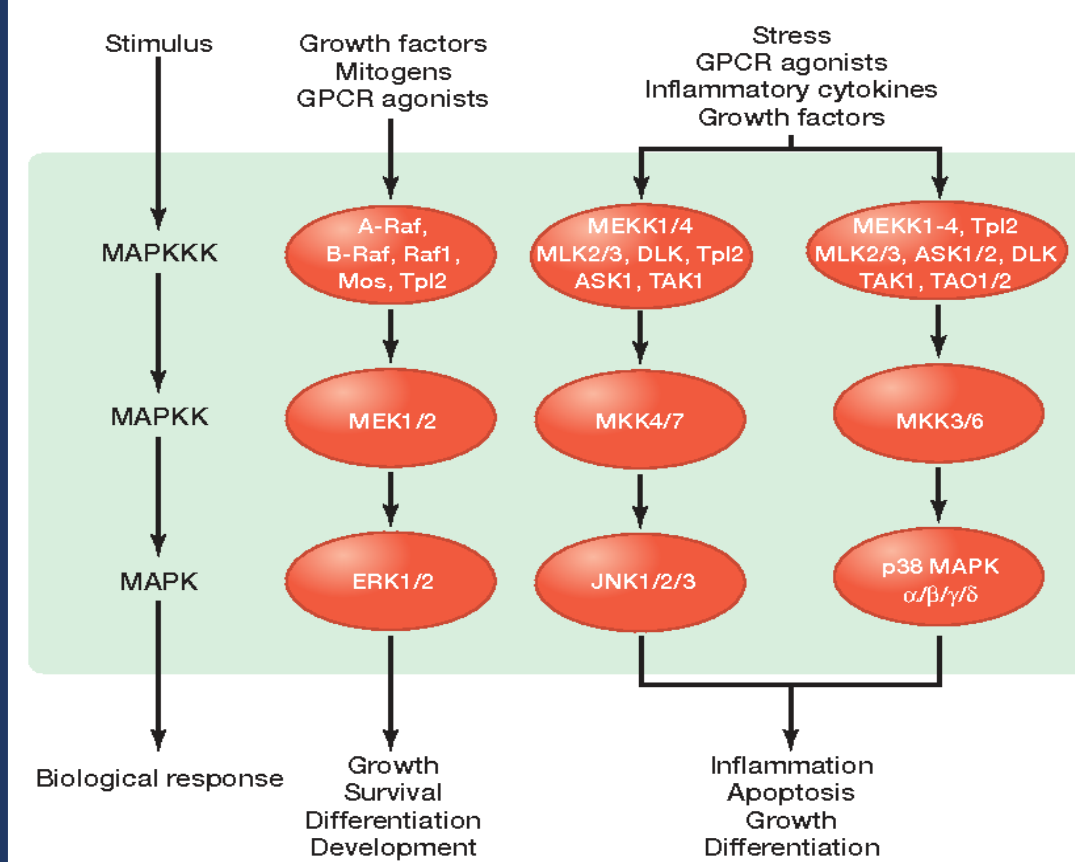 Stimulus
Growth factors
Mitogens
GPCR agonists
Stress
GPCR agonists
Inflammatory cytokines
Growth factors
MAPKKK
A-Raf,
B-Raf, Raf1,
Mos, Tpl2
MEKK1/4
MLK2/3, DLK, Tpl2
ASK1, TAK1
MEKK1-4, Tpl2
MLK2/3, ASK1/2, DLK
TAK1, TAO1/2
MAPKK
MEK1/2
MKK4/7
MKK3/6
MAPK
ERK1/2
JNK1/2/3
p38 MAPK
α/β/γ/δ
Biological response
Growth
Survival
Differentiation
Development
Inflammation
Apoptosis
Growth
Differentiation